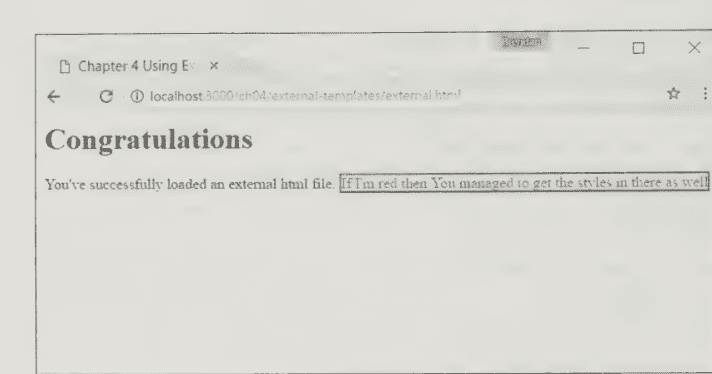 Chapter 4 Using E
localhost:3000/ch04/external-templates/external.html
Congratulations
You've successfully loaded an external html file. If I'm red then You managed to get the styles in there as well